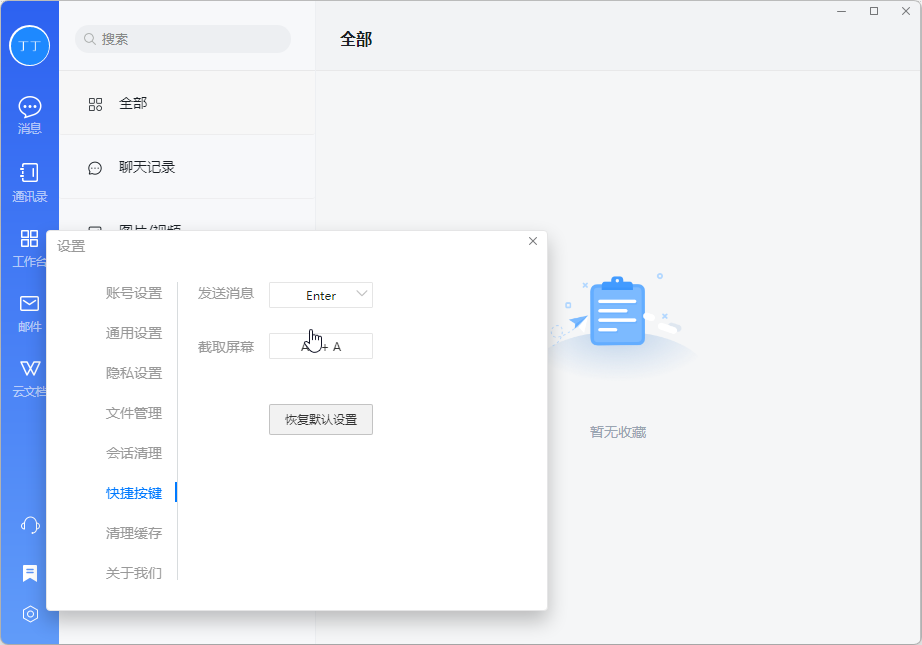 丁丁
搜索
全部
消息
通讯录
工作台
邮件
云文档
全部
聊天记录
图片/视频
设置
账号设置
通用设置
隐私设置
文件管理
会话清理
快捷按键
清理缓存
关于我们
发送消息
Enter
截取屏幕
+ A
恢复默认设置
暂无收藏